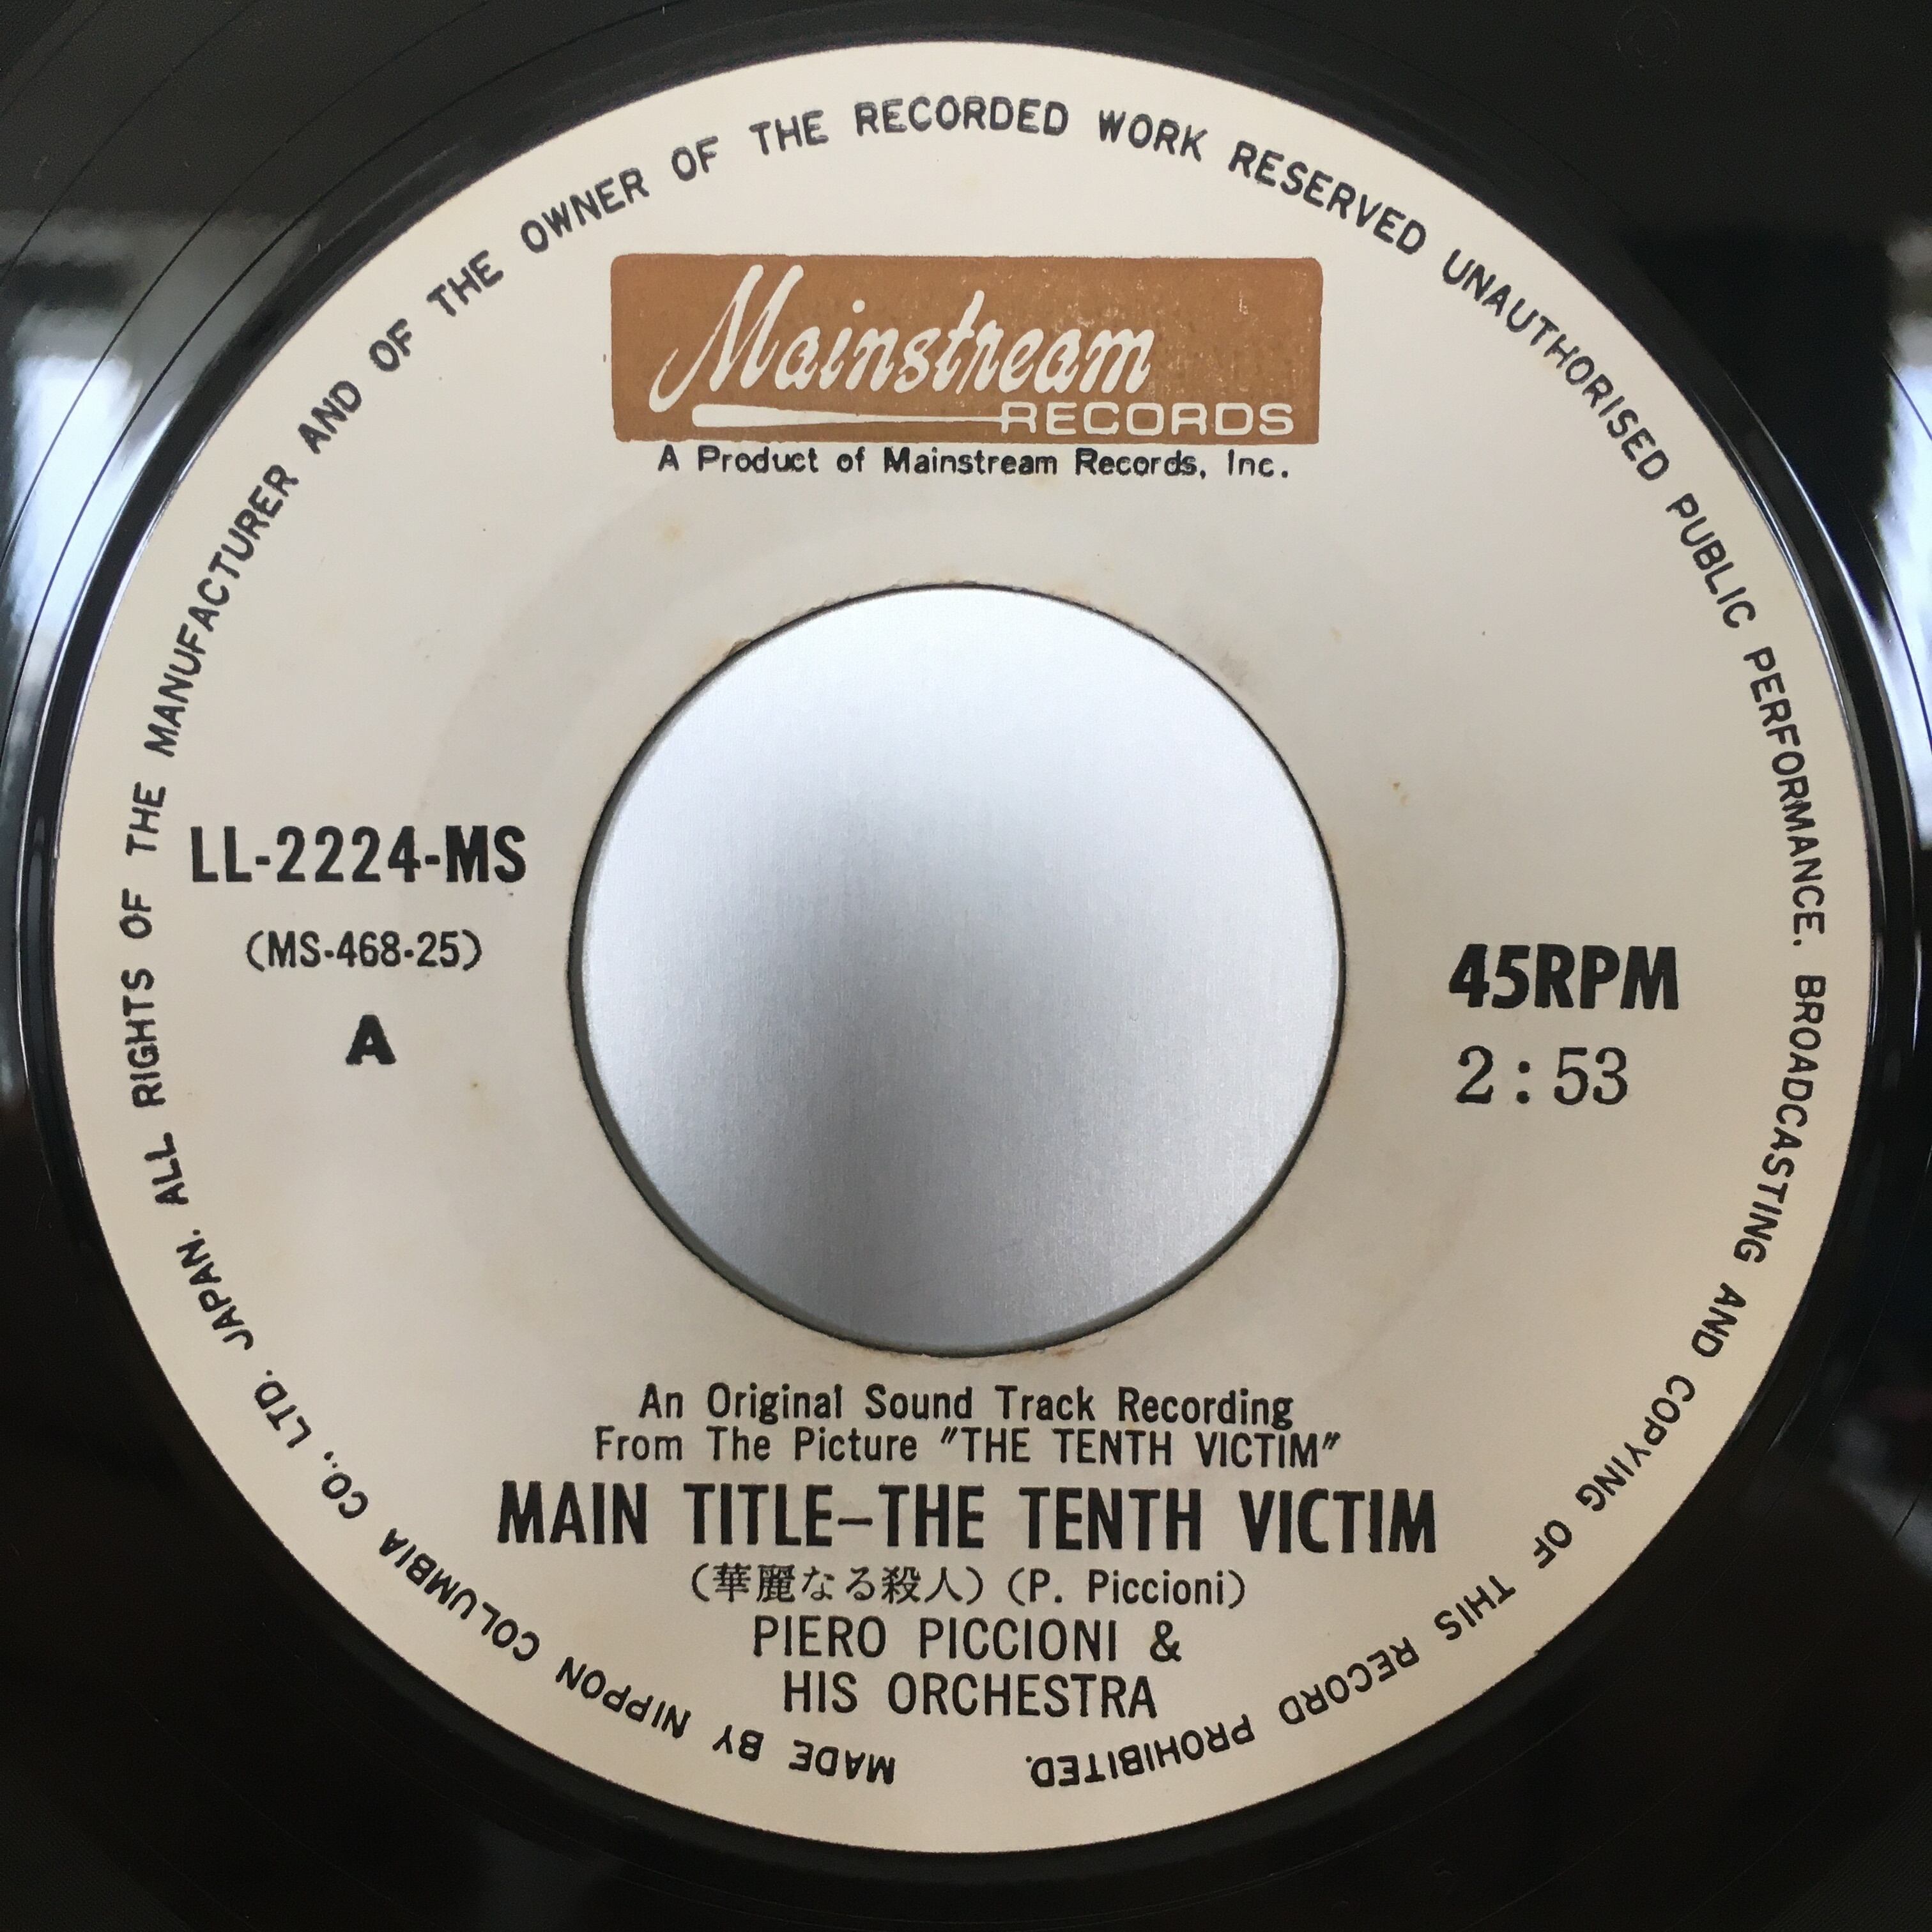 MADE BY NIPPON COLUMBIA CO., LTD. JAPAN. ALL RIGHTS OF THE MANUFACTURER AND OF THE OWNER OF THE RECORDED WORK RESERVED UNAUTHORISED PUBLIC PERFORMANCE. BROADCASTING AND COPYING OF THIS RECORD PROHIBITED.
Mainstream
RECORDS
A Product of Mainstream Records, Inc.
LL-2224-MS
(MS-468-25)
A
45RPM
2:53
An Original Sound Track Recording
From The Picture "THE TENTH VICTIM"
MAIN TITLE-THE TENTH VICTIM
(華麗なる殺人) (P. Piccioni)
PIERO PICCIONI &
HIS ORCHESTRA